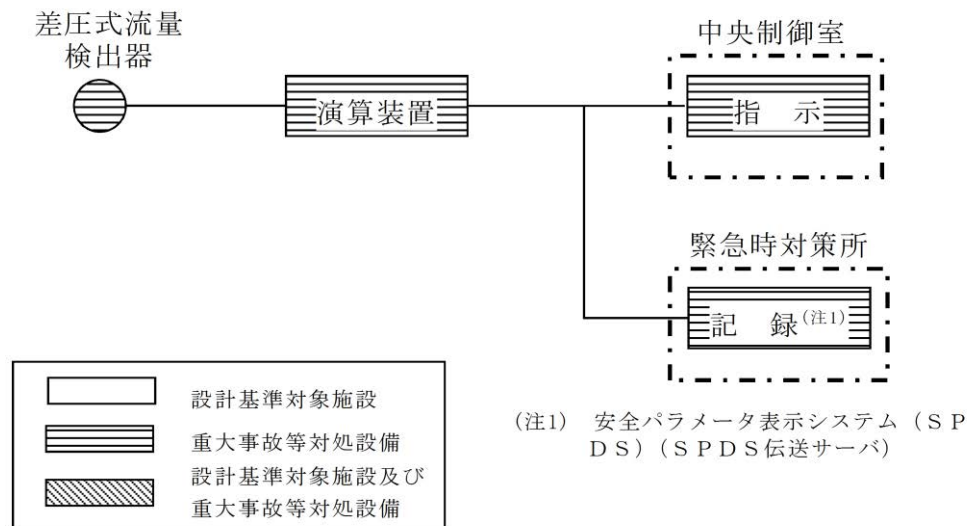 差圧式流量
検出器
演算装置
中央制御室
指　示
緊急時対策所
記　録(注1)
設計基準対象施設
重大事故等対処設備
設計基準対象施設及び
重大事故等対処設備
(注1)　安全パラメータ表示システム（ＳＰ
ＤＳ）（ＳＰＤＳ伝送サーバ）